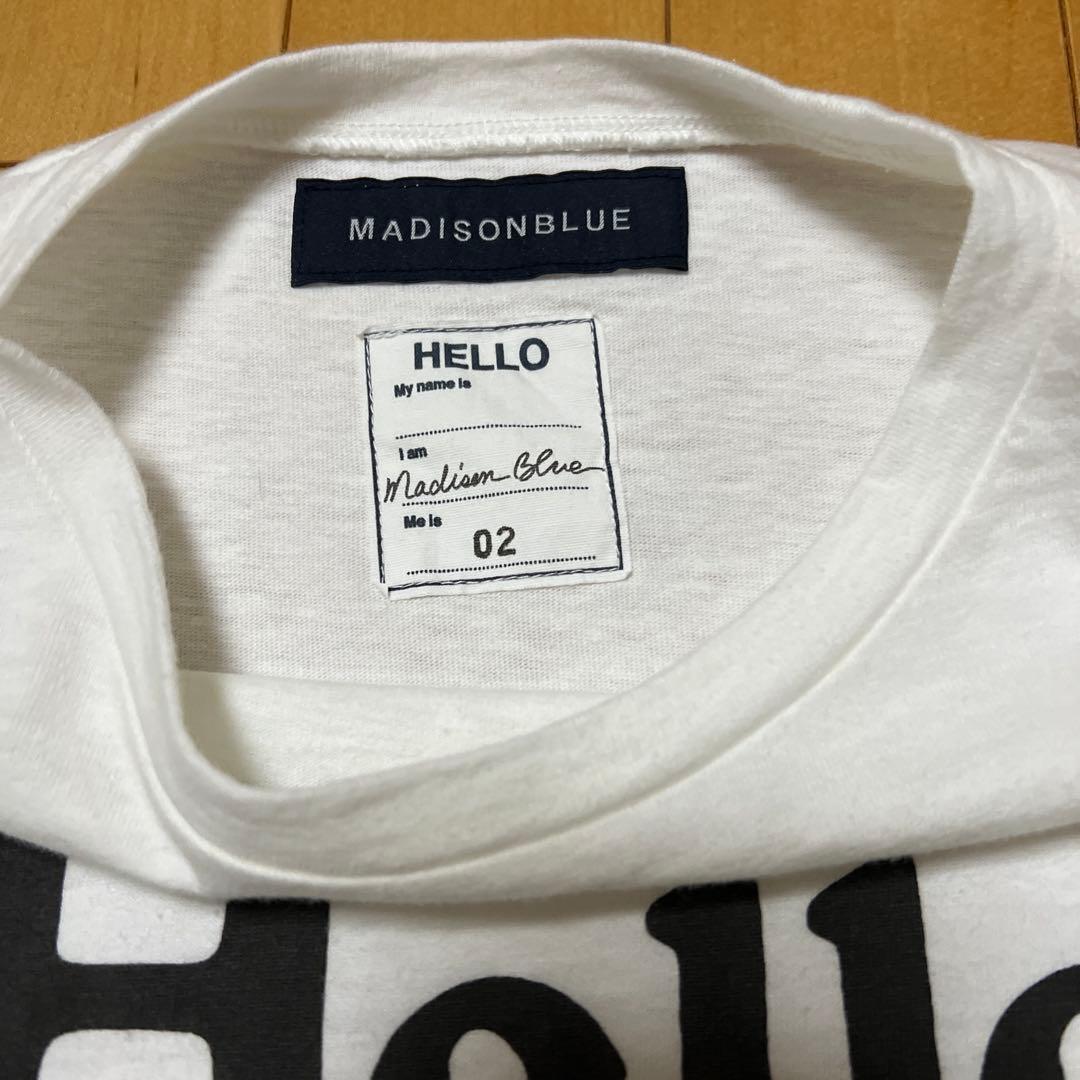 MADISONBLUE
HELLO
My name is
I am
Madison Blue
Me is
02
Hello